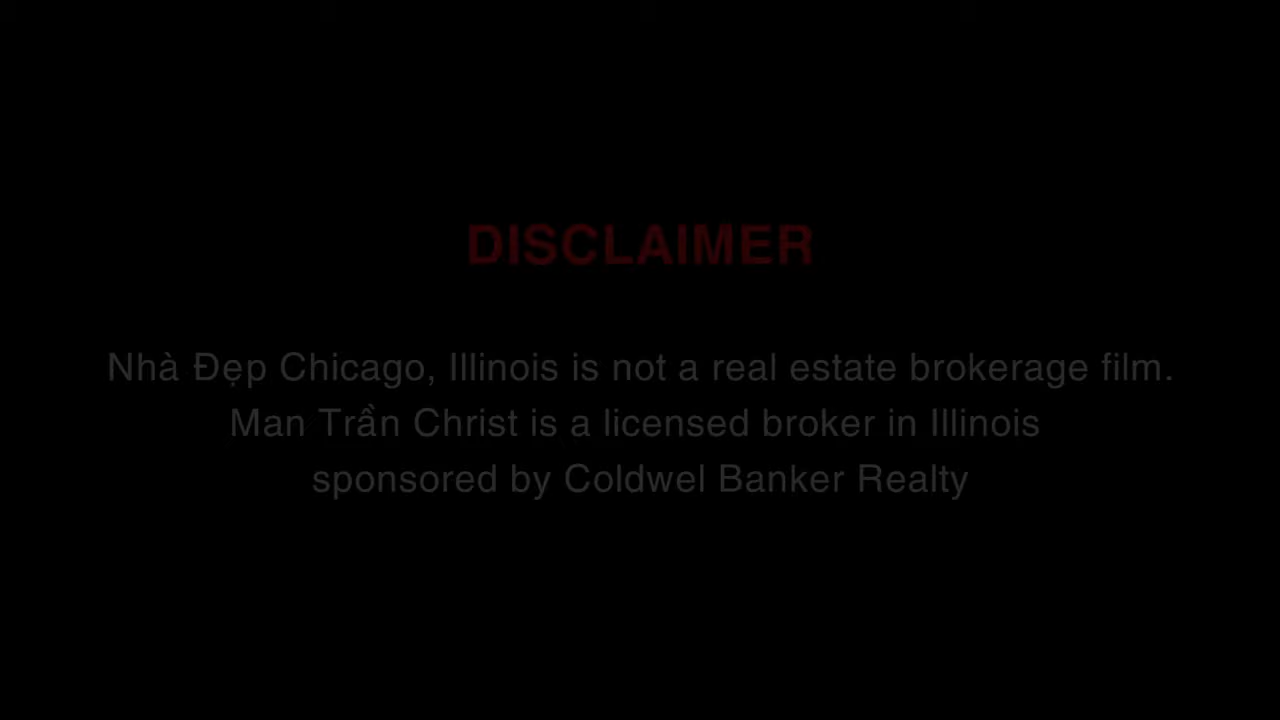 DISCLAIMER
Nhà Đẹp Chicago, Illinois is not a real estate brokerage film.
Man Trần Christ is a licensed broker in Illinois
sponsored by Coldwel Banker Realty